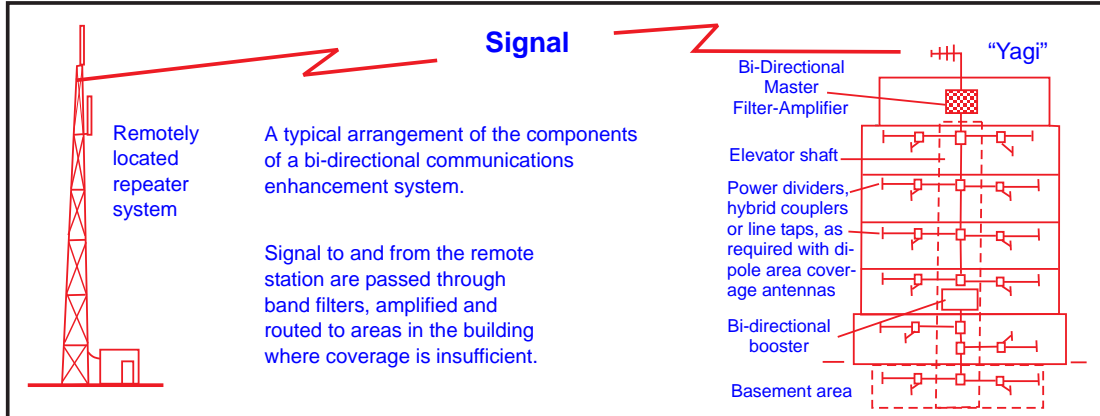 Signal
“Yagi”
Bi-Directional
Master
Filter-Amplifier
Remotely
located
repeater
system
A typical arrangement of the components
of a bi-directional communications
enhancement system.
Signal to and from the remote
station are passed through
band filters, amplified and
routed to areas in the building
where coverage is insufficient.
Elevator shaft
Power dividers,
hybrid couplers
or line taps, as
required with di-
pole area cover-
age antennas
Bi-directional
booster
Basement area